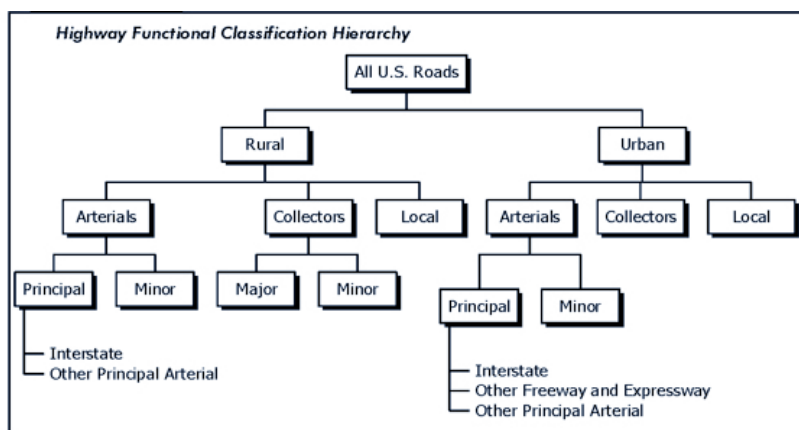 Highway Functional Classification Hierarchy
All U.S. Roads
Rural
Urban
Arterials
Collectors
Local
Arterials
Collectors
Local
Principal
Minor
Major
Minor
Principal
Minor
Interstate
Other Principal Arterial
Interstate
Other Freeway and Expressway
Other Principal Arterial